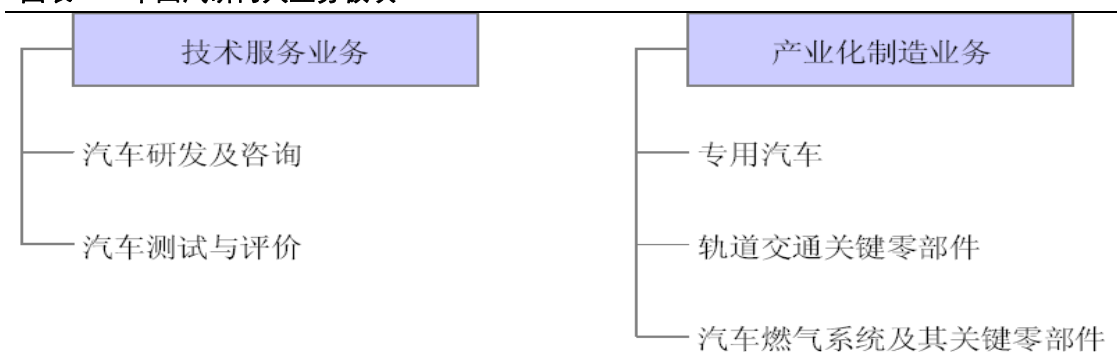 技术服务业务
汽车研发及咨询
汽车测试与评价
产业化制造业务
专用汽车
轨道交通关键零部件
汽车燃气系统及其关键零部件